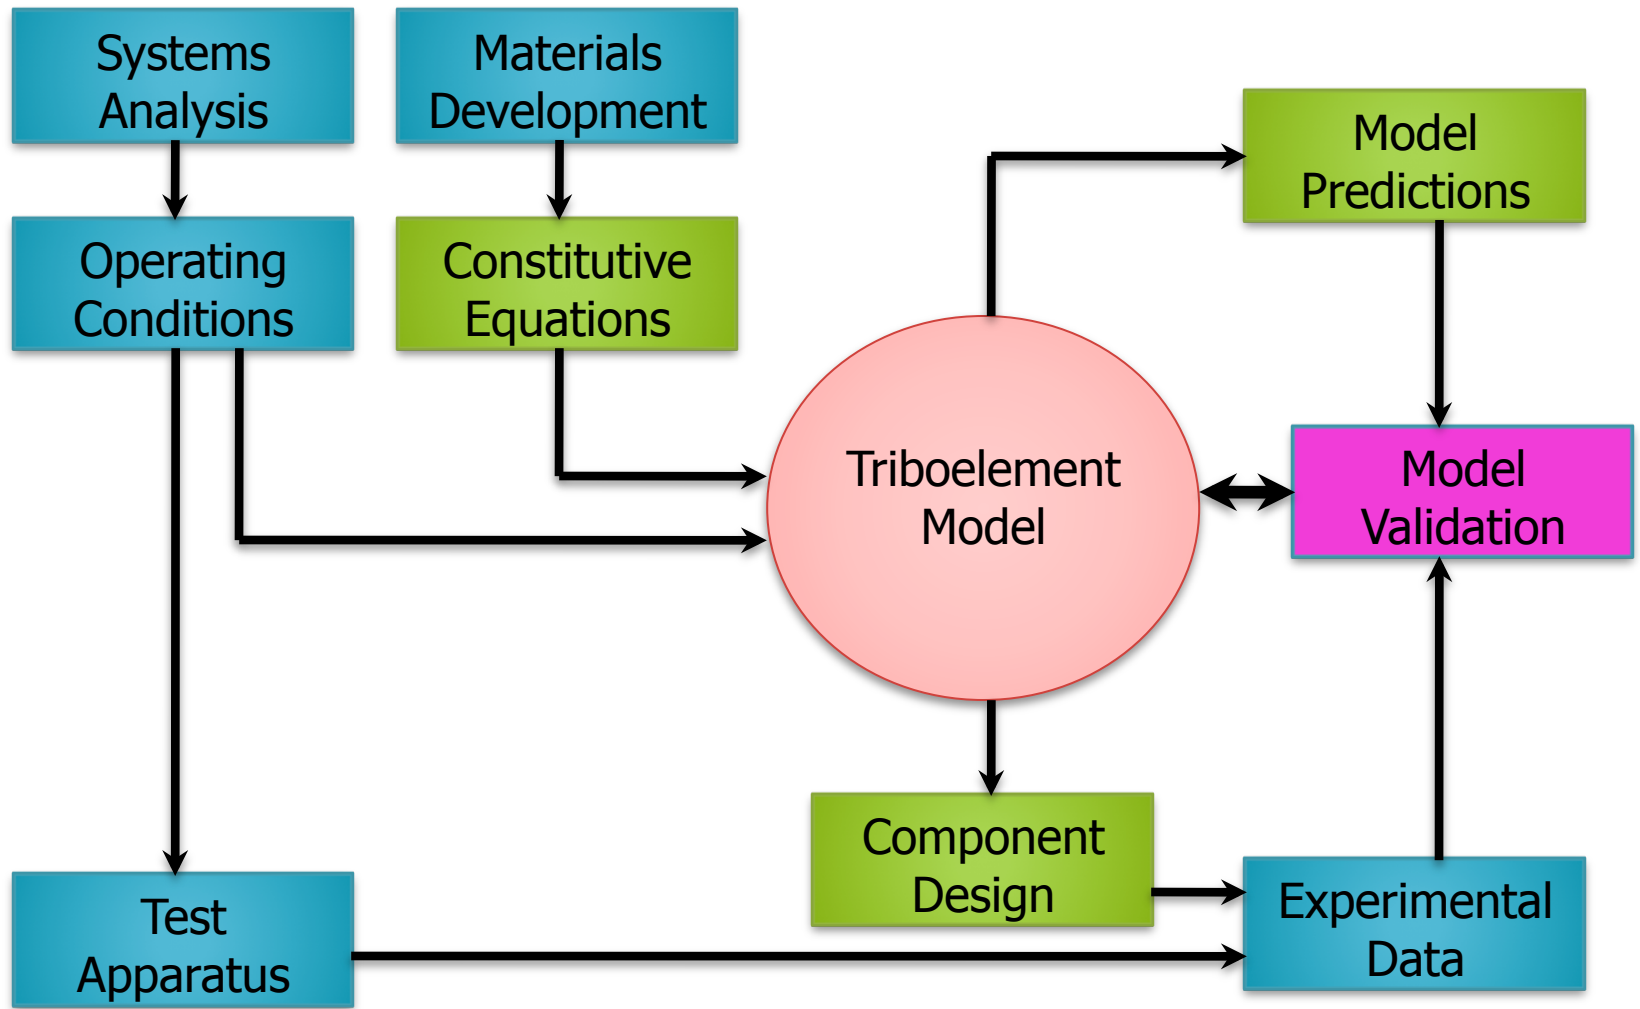 Systems
Analysis
Materials
Development
Model
Predictions
Operating
Conditions
Constitutive
Equations
Triboelement
Model
Model
Validation
Component
Design
Test
Apparatus
Experimental
Data